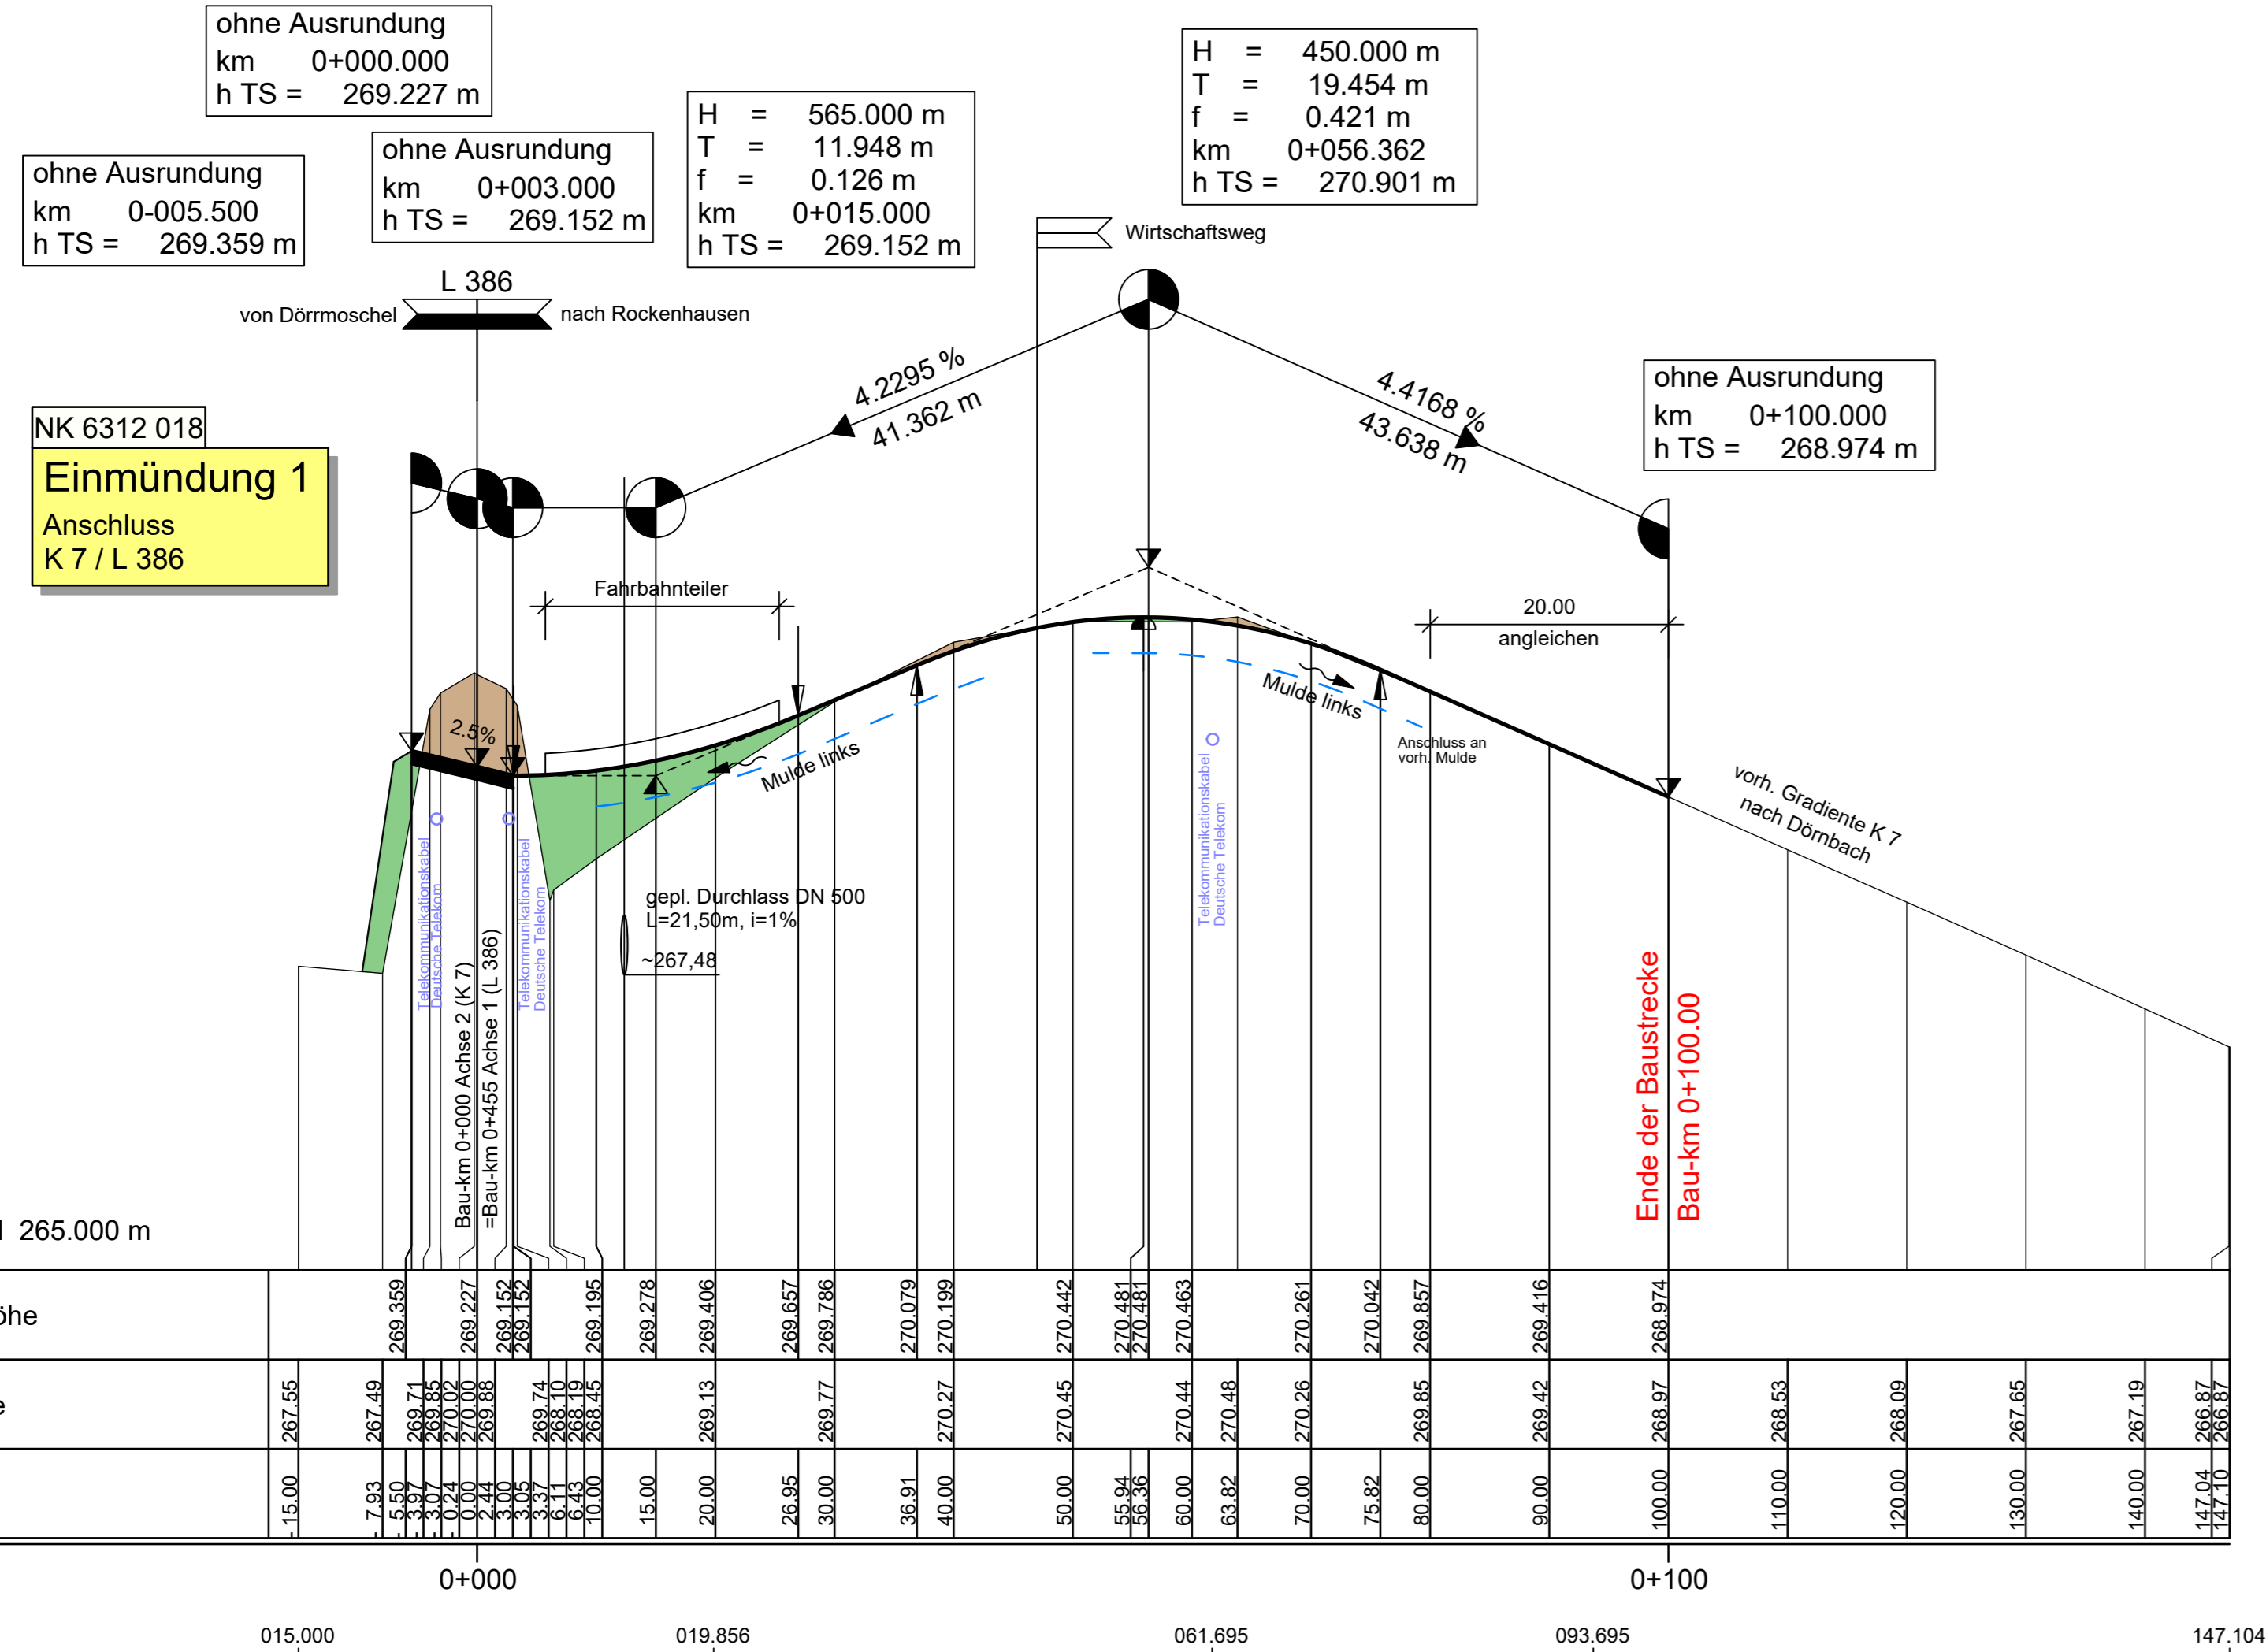 ohne Ausrundung
km 0+000.000
h TS = 269.227 m
ohne Ausrundung
km 0-005.500
h TS = 269.359 m
ohne Ausrundung
km 0+003.000
h TS = 269.152 m
H = 565.000 m
T = 11.948 m
f = 0.126 m
km 0+015.000
h TS = 269.152 m
H = 450.000 m
T = 19.454 m
f = 0.421 m
km 0+056.362
h TS = 270.901 m
Wirtschaftsweg
L 386
von Dörrmoschel
nach Rockenhausen
4.2295 %
41.362 m
4.4168 %
43.638 m
ohne Ausrundung
km 0+100.000
h TS = 268.974 m
NK 6312 018
Einmündung 1
Anschluss
K 7 / L 386
Fahrbahnteiler
20.00
angleichen
2.5%
Mulde links
Mulde links
Anschluss an
vorh. Mulde
vorh. Gradiente K 7
nach Dörnbach
Telekommunikationskabel
Deutsche Telekom
Telekommunikationskabel
Deutsche Telekom
Telekommunikationskabel
Deutsche Telekom
gepl. Durchlass DN 500
L=21,50m, i=1%
~267,48
Bau-km 0+000 Achse 2 (K 7)
=Bau-km 0+455 Achse 1 (L 386)
Ende der Baustrecke
Bau-km 0+100.00
265.000 m
öhe
269.359 269.227 269.152 269.152 269.195 269.278 269.406 269.657 269.786 270.079 270.199 270.442 270.481 270.481 270.463 270.261 270.042 269.857 269.416 268.974
e
267.55 267.49 269.71 269.85 270.02 270.00 269.88 269.74 268.10 268.19 268.45 269.13 269.77 270.27 270.45 270.44 270.48 270.26 269.85 269.42 268.97 268.53 268.09 267.65 267.19 266.87 266.87
- 15.00 - 7.93 - 5.50 - 3.97 - 3.07 - 0.24 0.00 2.44 3.00 3.05 3.37 6.11 6.43 10.00 15.00 20.00 26.95 30.00 36.91 40.00 50.00 55.94 56.36 60.00 63.82 70.00 75.82 80.00 90.00 100.00 110.00 120.00 130.00 140.00 147.04 147.10
0+000
0+100
015.000
019.856
061.695
093.695
147.104